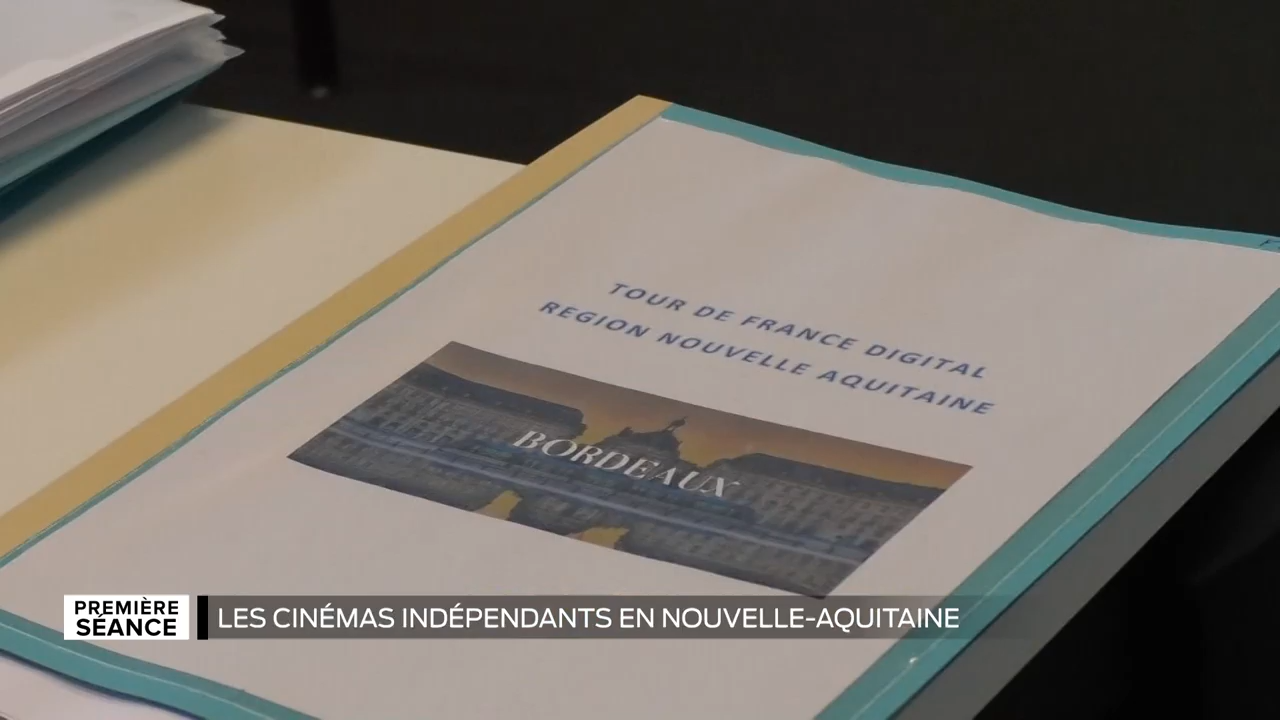 TOUR DE FRANCE DIGITAL
REGION NOUVELLE AQUITAINE
BORDEAUX
PREMIÈRE
SÉANCE
LES CINÉMAS INDÉPENDANTS EN NOUVELLE-AQUITAINE